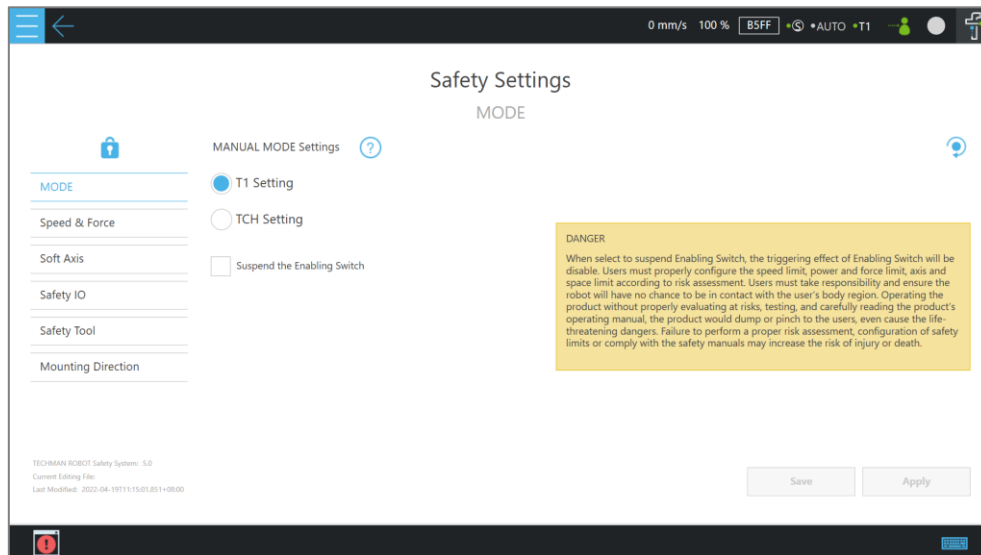 0 mm/s 100 % B5FF S AUTO T1
Safety Settings
MODE
MANUAL MODE Settings ?
MODE
T1 Setting
Speed & Force
TCH Setting
Soft Axis
Suspend the Enabling Switch
Safety IO
Safety Tool
Mounting Direction
DANGER
When select to suspend Enabling Switch, the triggering effect of Enabling Switch will be
disable. Users must properly configure the speed limit, power and force limit, axis and
space limit according to risk assessment. Users must take responsibility and ensure the
robot will have no chance to be in contact with the user's body region. Operating the
product without properly evaluating at risks, testing, and carefully reading the product's
operating manual, the product would dump or pinch to the users, even cause the life-
threatening dangers. Failure to perform a proper risk assessment, configuration of safety
limits or comply with the safety manuals may increase the risk of injury or death.
TECHMAN ROBOT Safety System: 5.0
Current Editing File:
Last Modified: 2022-04-19T11:15:01.851+08:00
Save Apply